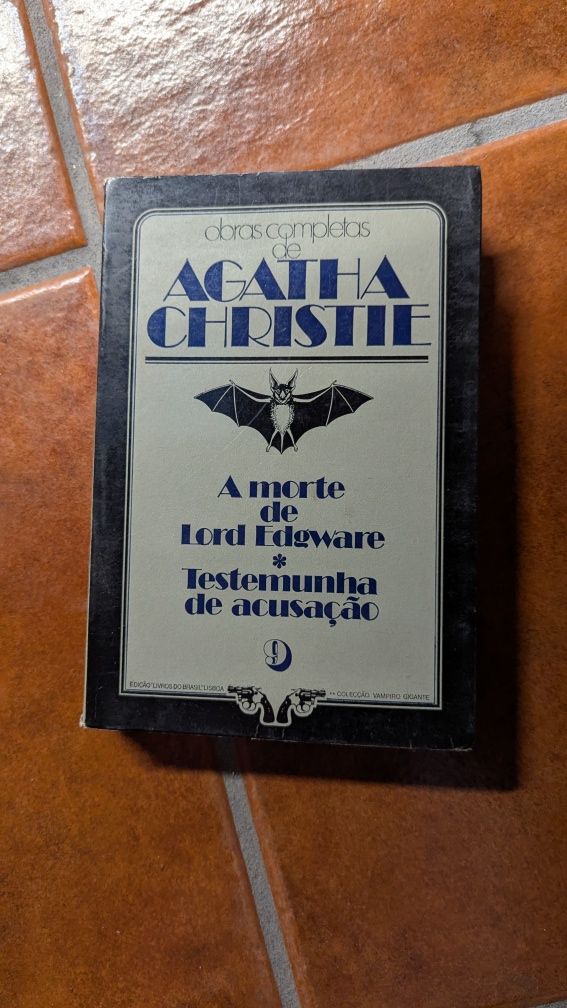 obras completas
de
AGATHA
CHRISTIE
A morte
de
Lord Edgware
*
Testemunha
de acusação
9
EDIÇÃO "LIVROS DO BRASIL" LISBOA
** COLECÇÃO VAMPIRO GIGANTE